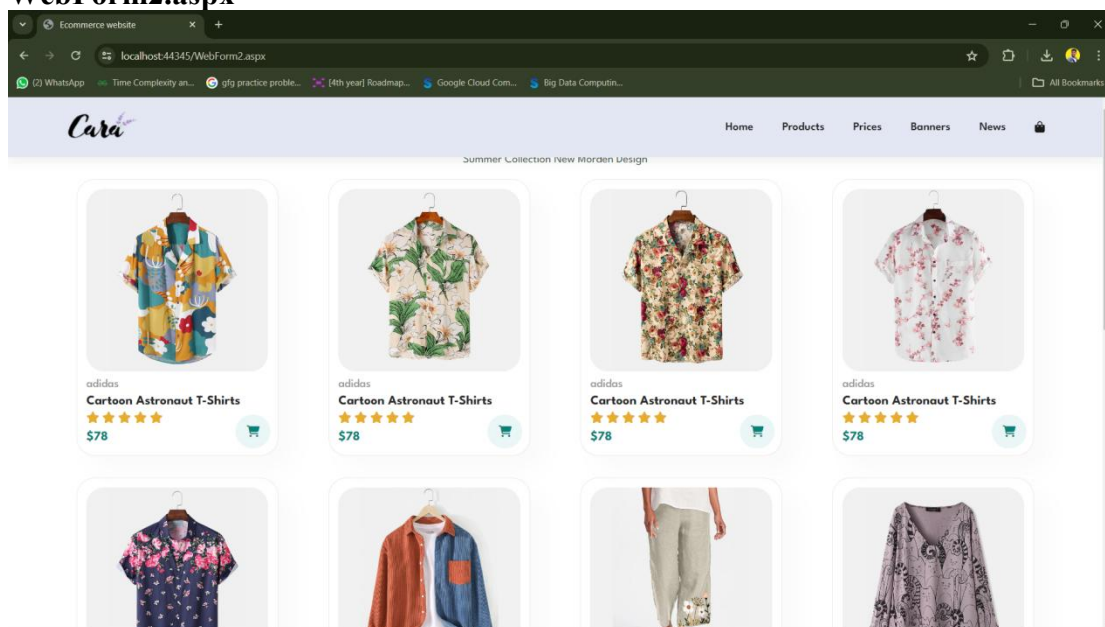 WebForm2.aspx
Ecommerce website
localhost:44345/WebForm2.aspx
(2) WhatsApp Time Complexity an... gfg practice proble... [4th year] Roadmap... Google Cloud Com... Big Data Computin... All Bookmarks
Cara Home Products Prices Banners News
Summer Collection New Morden Design
adidas adidas adidas adidas
Cartoon Astronaut T-Shirts Cartoon Astronaut T-Shirts Cartoon Astronaut T-Shirts Cartoon Astronaut T-Shirts
$78 $78 $78 $78